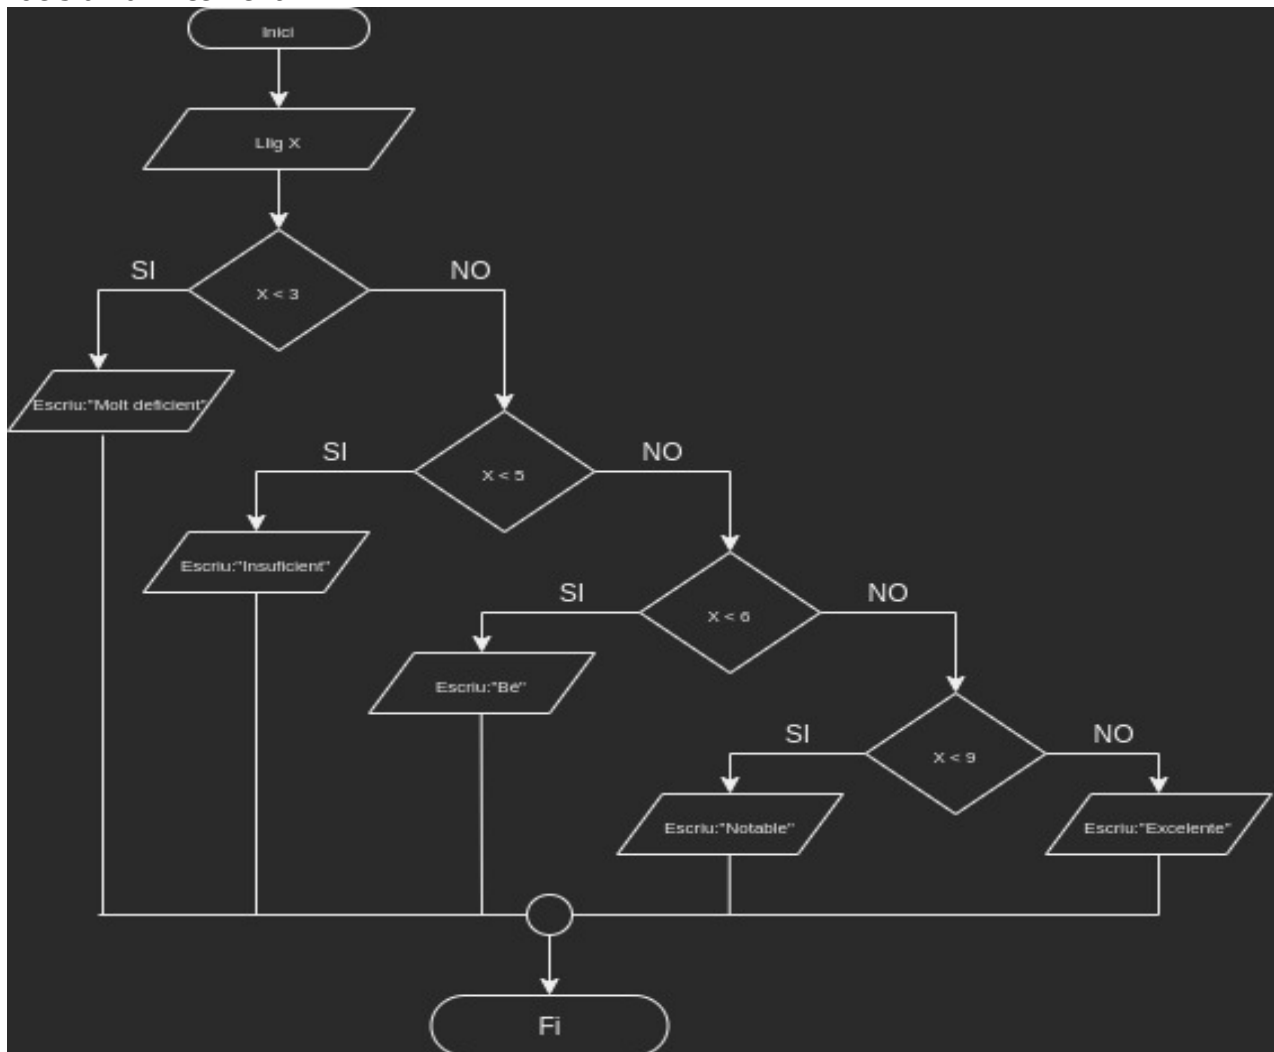 Inici
Llig X
SI
NO
X < 3
Escriu:"Molt deficient"
SI
NO
X < 5
Escriu:"Insuficient"
SI
NO
X < 6
Escriu:"Bé"
SI
NO
X < 9
Escriu:"Notable"
Escriu:"Excelente"
Fi